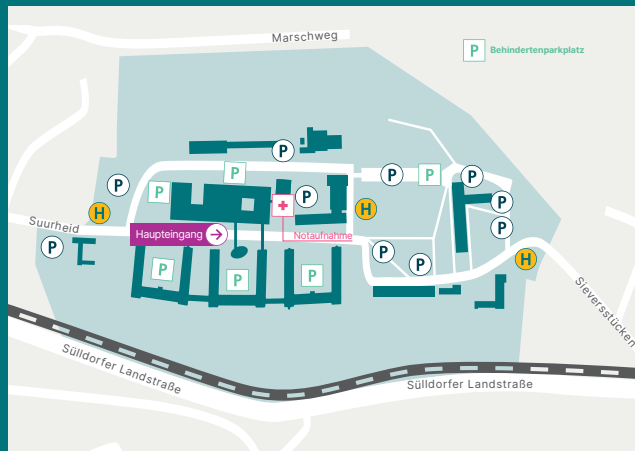 Marschweg
P Behindertenparkplatz
P
P
P
P
P
P
P
P
P
H
H
P
Suurheid
P
P
Haupteingang
Notaufnahme
P
P
H
P
P
P
P
Sieversstücken
Sülldorfer Landstraße
Sülldorfer Landstraße